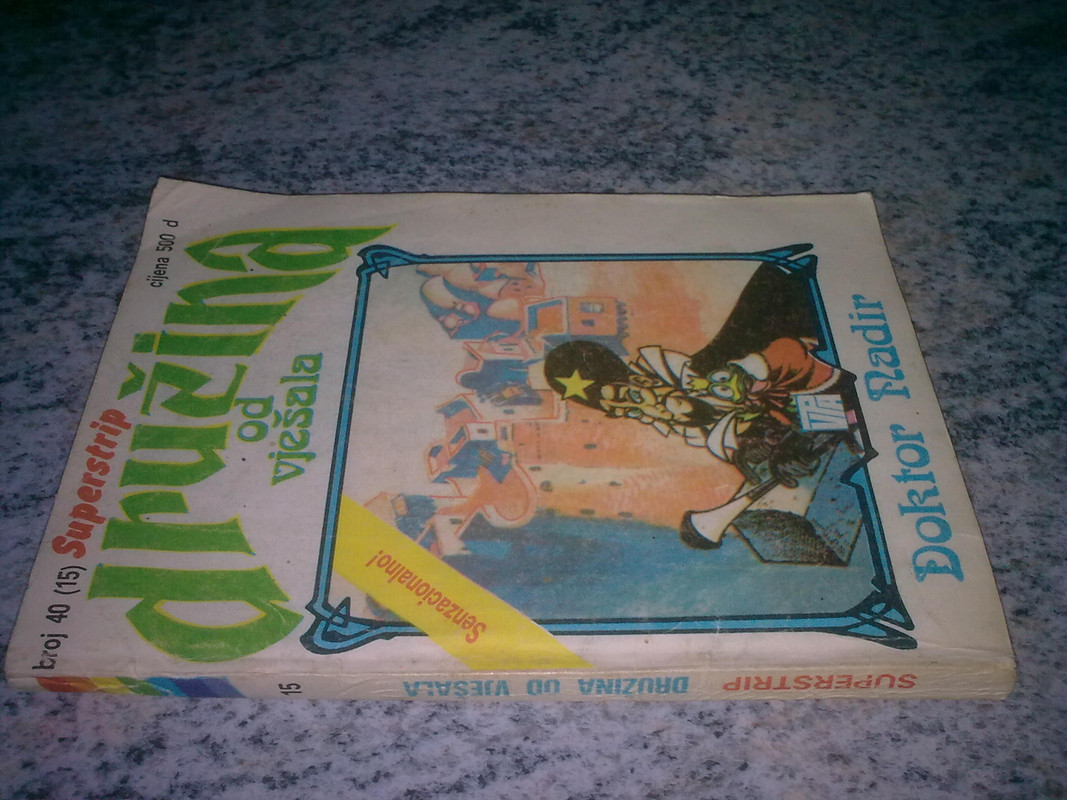 broj 40 (15) Superstrip
cijena 500 d
družina
od
vješala
Senzacionalno!
Doktor Nadir
15
DRUŽINA OD VJEŠALA
SUPERSTRIP